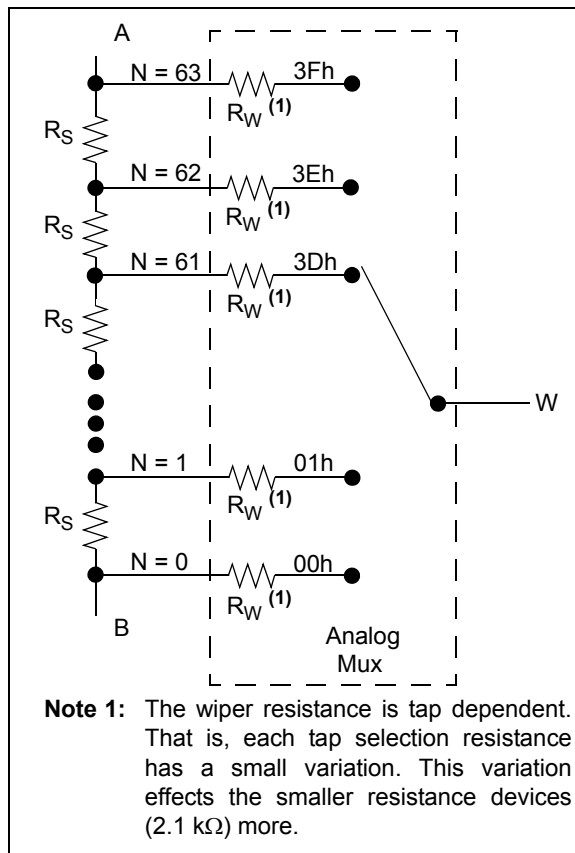 A
N = 63 3Fh
R_W (1)
R_S
N = 62 3Eh
R_W (1)
R_S
N = 61 3Dh
R_W (1)
R_S
W
N = 1 01h
R_W (1)
R_S
N = 0 00h
R_W (1)
B
Analog
Mux
Note 1: The wiper resistance is tap dependent.
That is, each tap selection resistance
has a small variation. This variation
effects the smaller resistance devices
(2.1 kΩ) more.